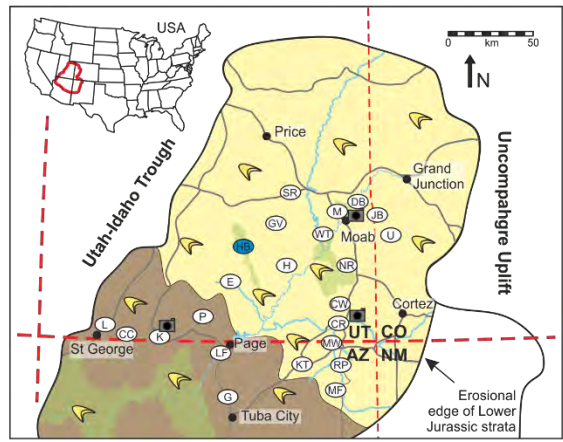 USA
0
50
km
N
Price
Utah-Idaho Trough
Uncompahgre Uplift
Grand
Junction
SR
DB
M
JB
GV
WT
Moab
U
HB
H
NR
E
CW
Cortez
P
L
CC
K
CR
UT
CO
St George
Page
LF
MW
AZ
NM
KT
RP
MF
G
Tuba City
Erosional
edge of Lower
Jurassic strata